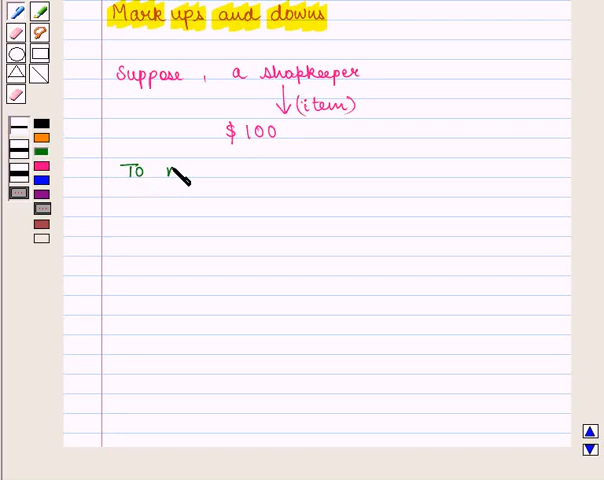 Mark ups and downs
Suppose , a shopkeeper
(item)
$ 100
To